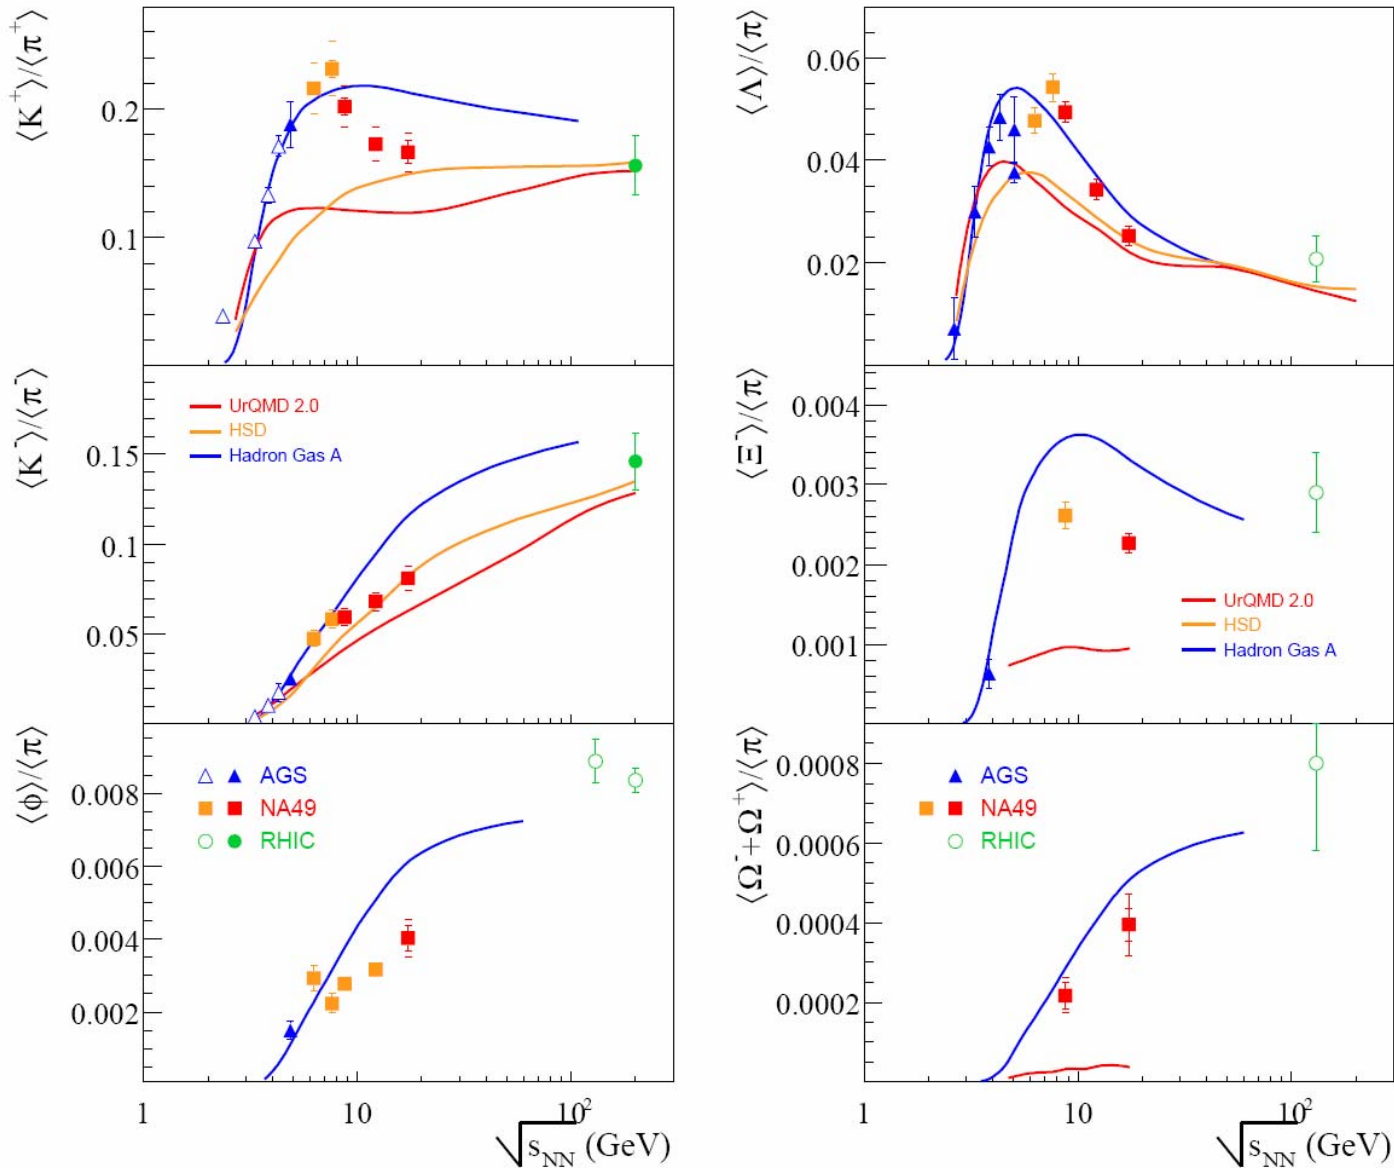 ⟨K⁺⟩/⟨π⁺⟩
0.2
0.1
⟨Λ⟩/⟨π⟩
0.06
0.04
0.02
⟨K⁻⟩/⟨π⁻⟩
UrQMD 2.0
HSD
Hadron Gas A
0.15
0.1
0.05
⟨Ξ⁻⟩/⟨π⟩
0.004
0.003
0.002
0.001
UrQMD 2.0
HSD
Hadron Gas A
⟨ϕ⟩/⟨π⟩
AGS
NA49
RHIC
0.008
0.006
0.004
0.002
1 10 10²
√s_NN (GeV)
⟨Ω⁻+Ω⁺⟩/⟨π⟩
AGS
NA49
RHIC
0.0008
0.0006
0.0004
0.0002
1 10 10²
√s_NN (GeV)